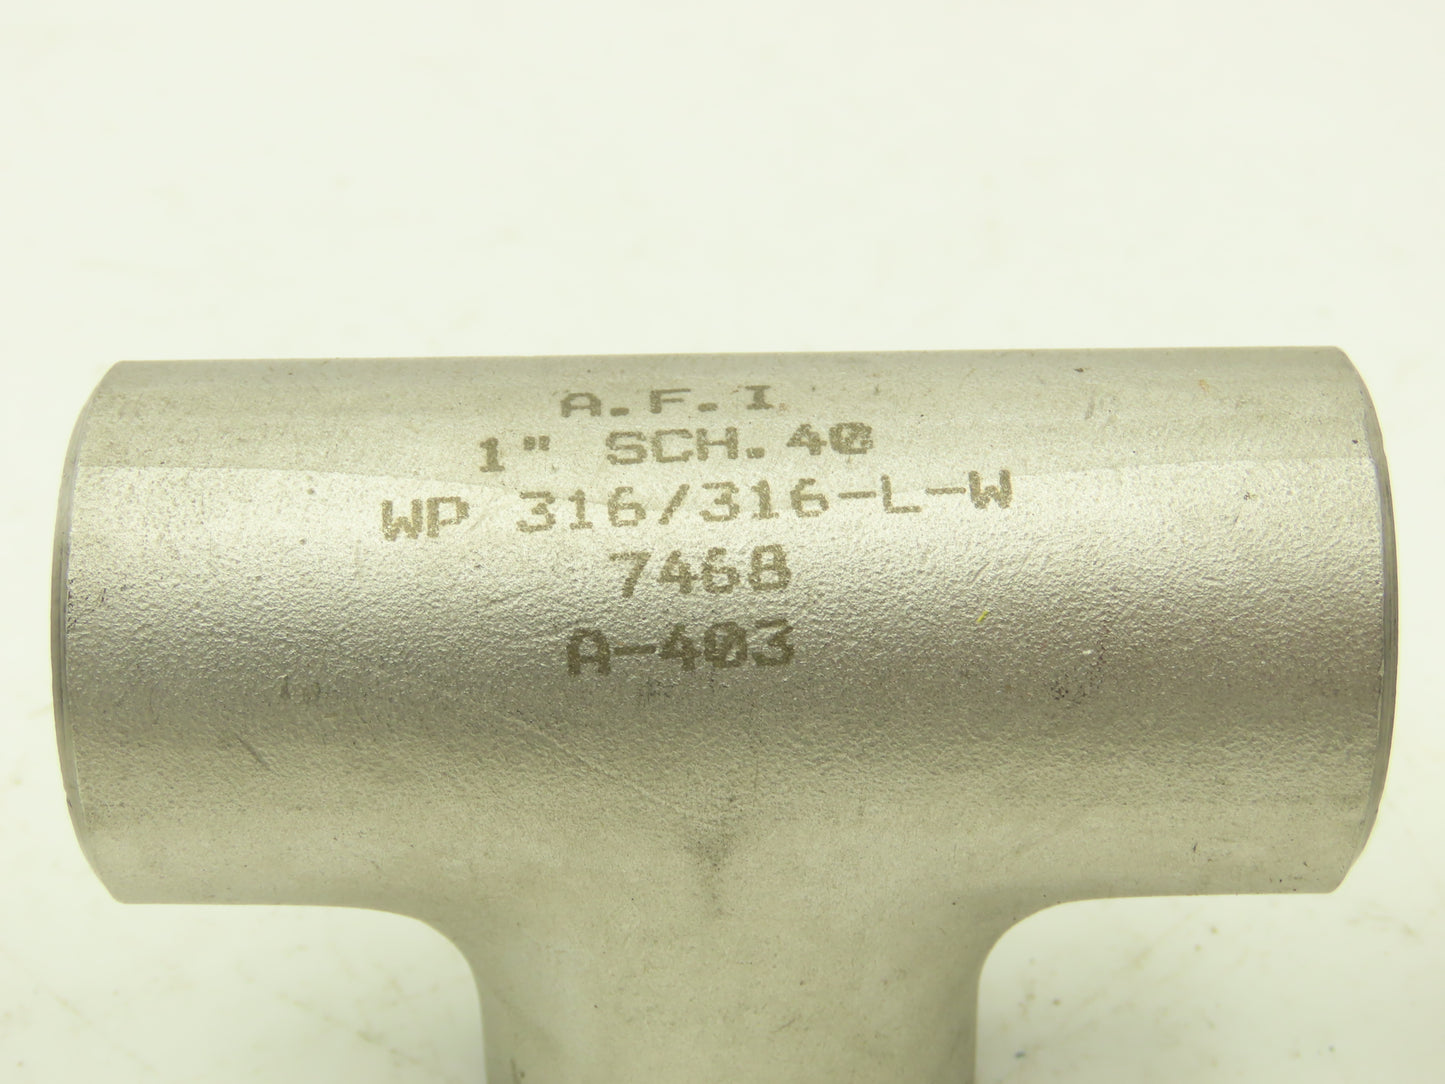 A.F.I.
1" SCH.40
WP 316/316-L-W
7468
A-403